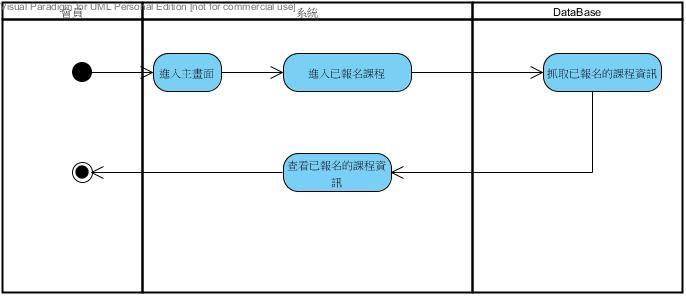 Visual Paradigm for UML Personal Edition [not for commercial use]
會員
系統
DataBase
進入主畫面
進入已報名課程
抓取已報名的課程資訊
查看已報名的課程資
訊